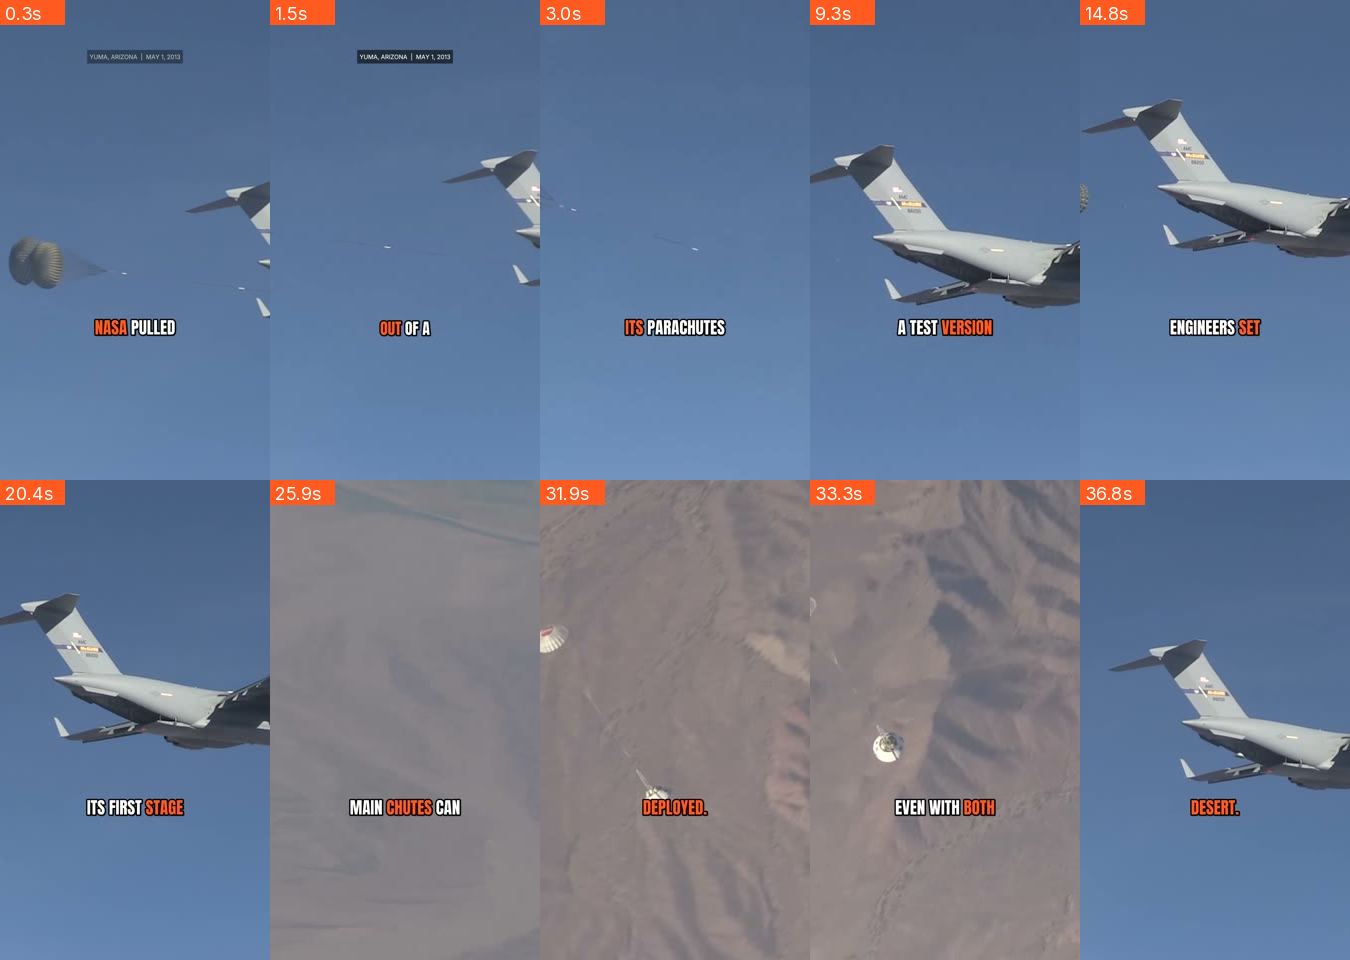 0.3s
YUMA, ARIZONA | MAY 1, 2013
NASA PULLED
1.5s
YUMA, ARIZONA | MAY 1, 2013
OUT OF A
3.0s
ITS PARACHUTES
9.3s
A TEST VERSION
14.8s
ENGINEERS SET
20.4s
ITS FIRST STAGE
25.9s
MAIN CHUTES CAN
31.9s
DEPLOYED.
33.3s
EVEN WITH BOTH
36.8s
DESERT.